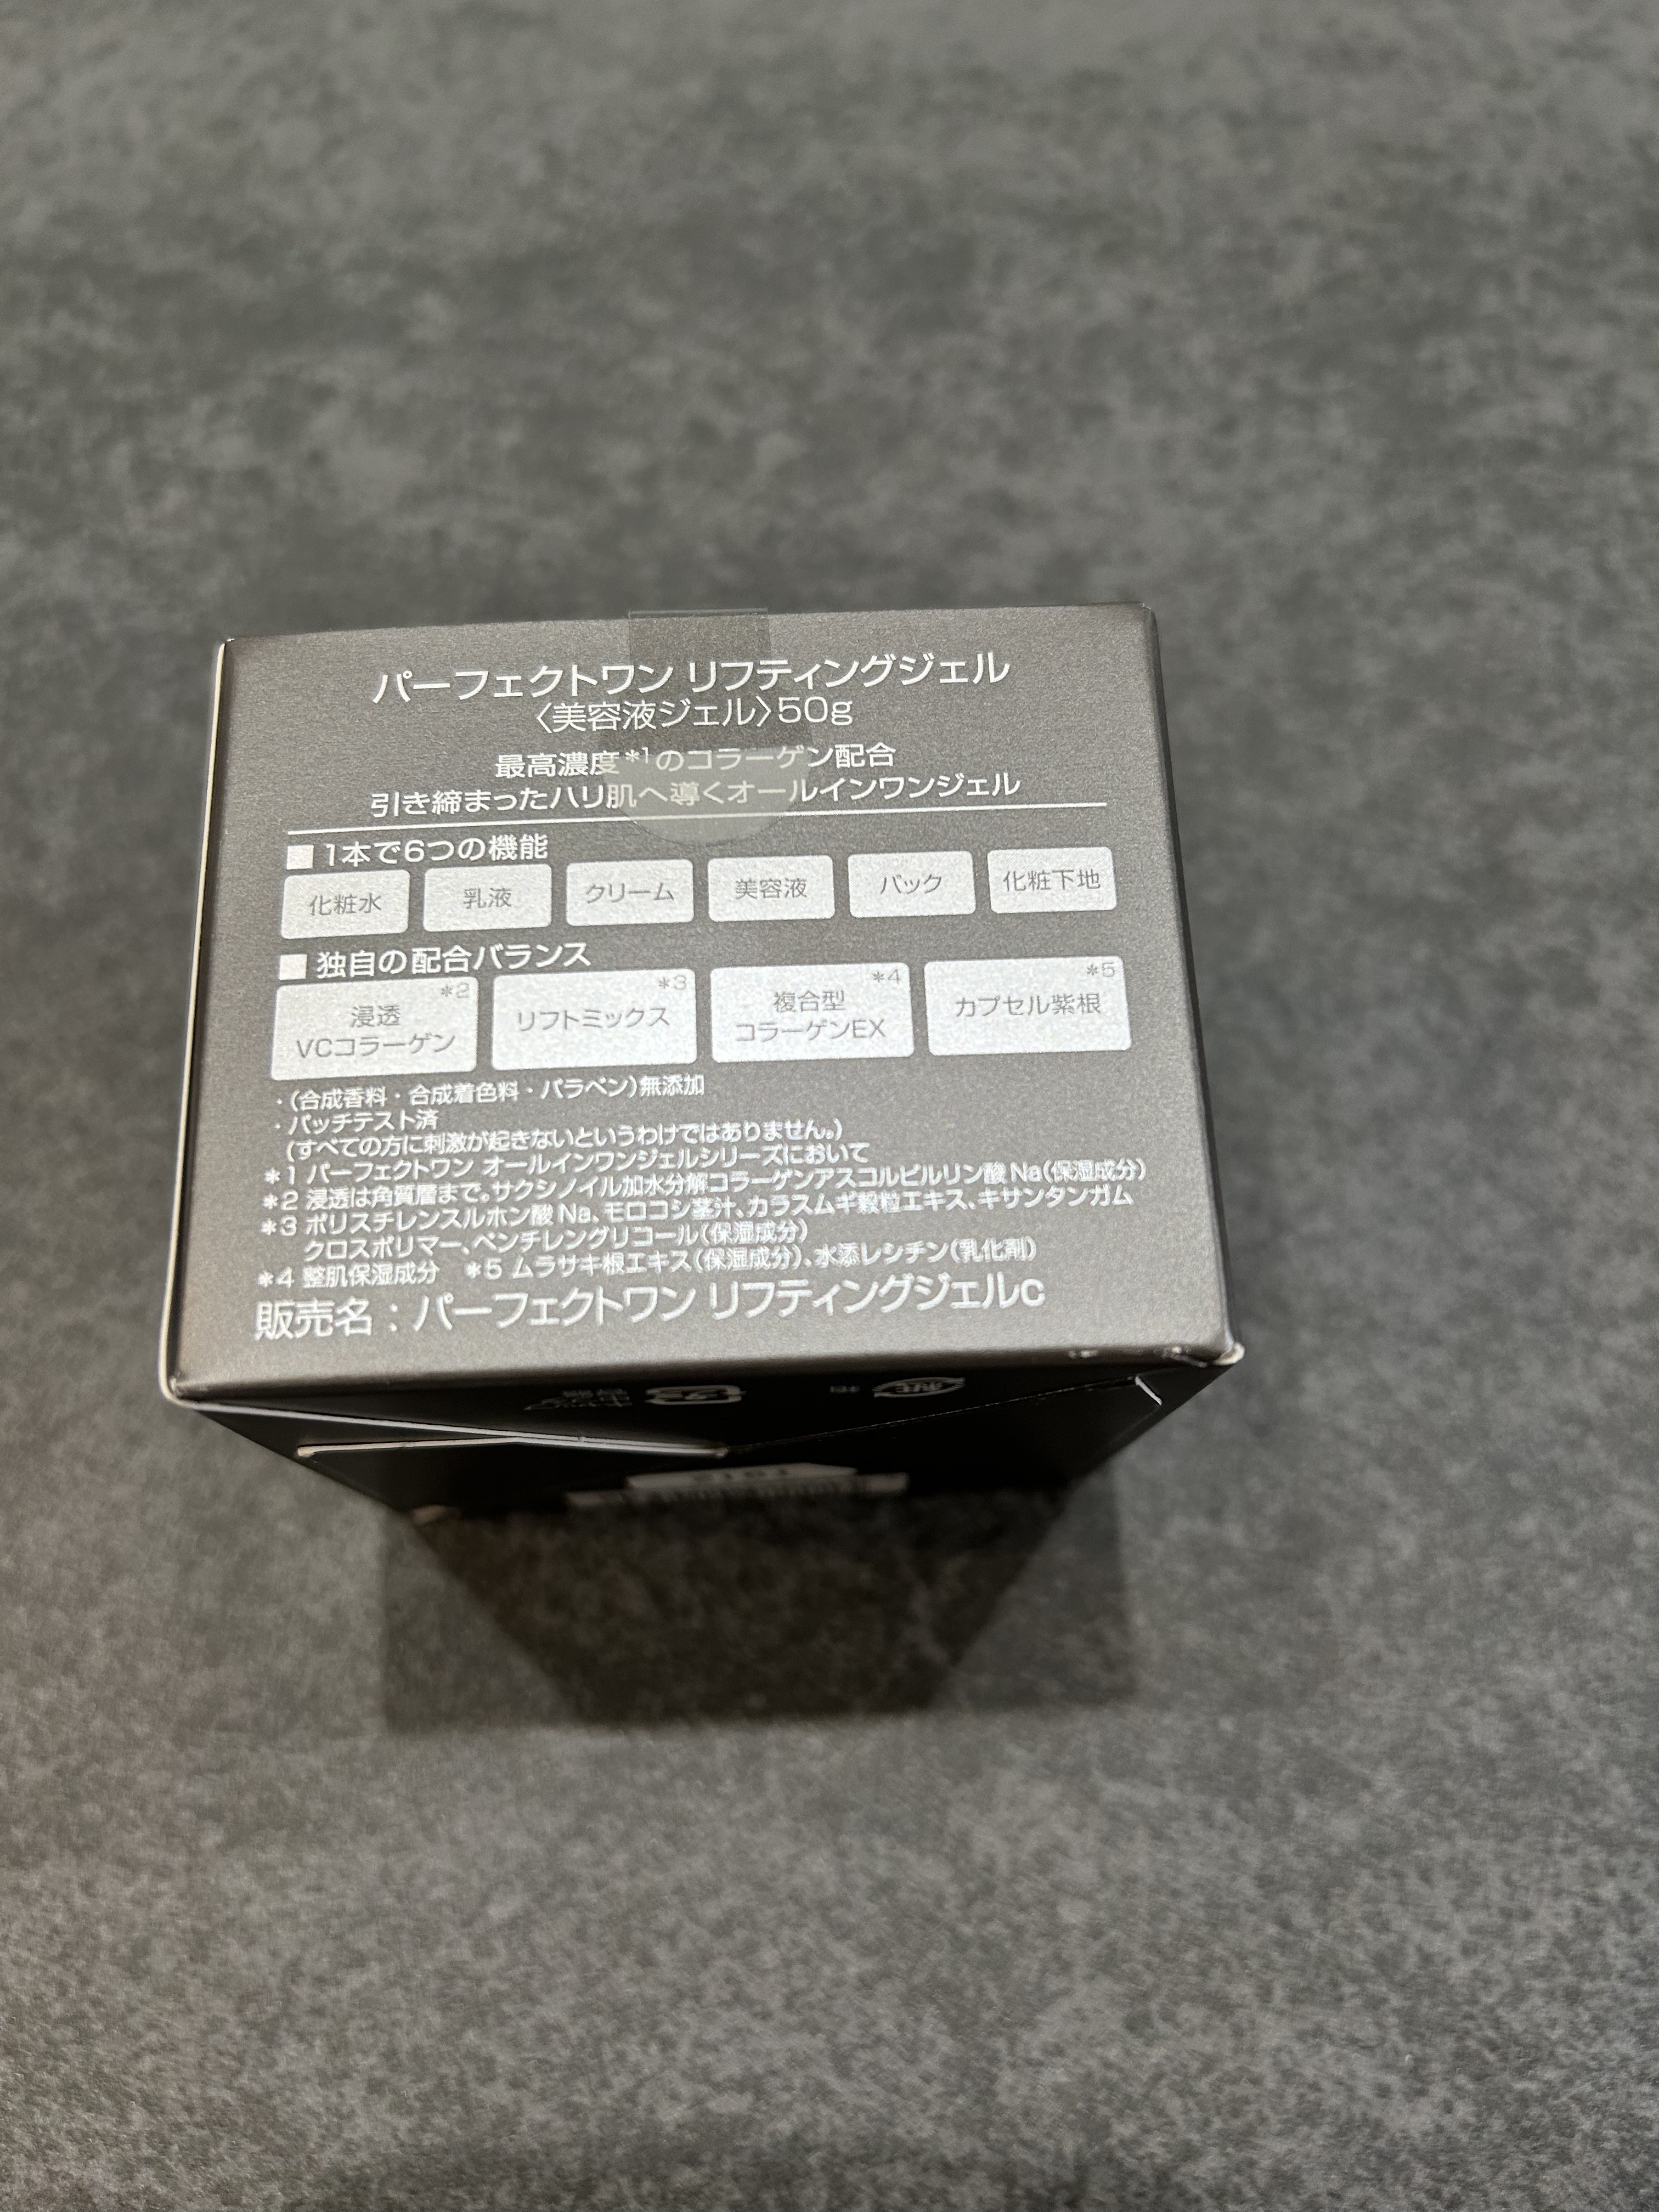 パーフェクトワン リフティングジェル
〈美容液ジェル〉50g
最高濃度*1のコラーゲン配合
引き締まったハリ肌へ導くオールインワンジェル
■1本で6つの機能
化粧水 乳液 クリーム 美容液 パック 化粧下地
■独自の配合バランス
浸透 *2
VCコラーゲン
リフトミックス *3
複合型 *4
コラーゲンEX
カプセル紫根 *5
・(合成香料・合成着色料・パラベン)無添加
・パッチテスト済
(すべての方に刺激が起きないというわけではありません。)
*1 パーフェクトワン オールインワンジェルシリーズにおいて
*2 浸透は角質層まで。サクシノイル加水分解コラーゲンアスコルビルリン酸Na(保湿成分)
*3 ポリスチレンスルホン酸Na、モロコシ茎汁、カラスムギ穀粒エキス、キサンタンガム
クロスポリマー、ペンチレングリコール(保湿成分)
*4 整肌保湿成分 *5 ムラサキ根エキス(保湿成分)、水添レシチン(乳化剤)
販売名：パーフェクトワン リフティングジェルc